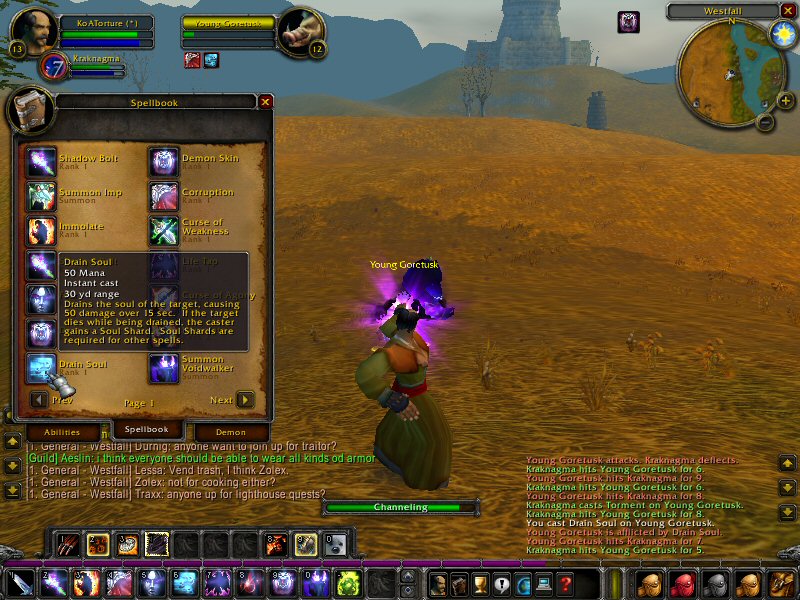 KoATorture (*)
13
Kraknagma
7
Young Goretusk
12
Westfall
N
Spellbook
Shadow Bolt
Rank 1
Demon Skin
Rank 1
Summon Imp
Summon
Corruption
Rank 1
Immolate
Rank 1
Curse of
Weakness
Rank 1
Life Tap
Curse of Agony
Drain Soul
50 Mana
Instant cast
30 yd range
Drains the soul of the target, causing
50 damage over 15 sec. If the target
dies while being drained, the caster
gains a Soul Shard. Soul Shards are
required for other spells.
Drain Soul
Rank 1
Summon
Voidwalker
Summon
Prev
Page 1
Next
Abilities
Spellbook
Demon
Young Goretusk
1. General - Westfall] Durnig: anyone want to join up for traitor?
[Guild] Aeslin: i think everyone should be able to wear all kinds od armor
1. General - Westfall] Lessa: Vend trash, I think Zolex.
1. General - Westfall] Zolex: not for cooking either?
1. General - Westfall] Traxx: anyone up for lighthouse quests?
Channeling
Young Goretusk attacks. Kraknagma deflects.
Kraknagma hits Young Goretusk for 6.
Young Goretusk hits Kraknagma for 9.
Kraknagma hits Young Goretusk for 6.
Young Goretusk hits Kraknagma for 8.
Kraknagma casts Torment on Young Goretusk.
Kraknagma hits Young Goretusk for 8.
You cast Drain Soul on Young Goretusk.
Young Goretusk is afflicted by Drain Soul.
Young Goretusk hits Kraknagma for 7.
Kraknagma hits Young Goretusk for 5.